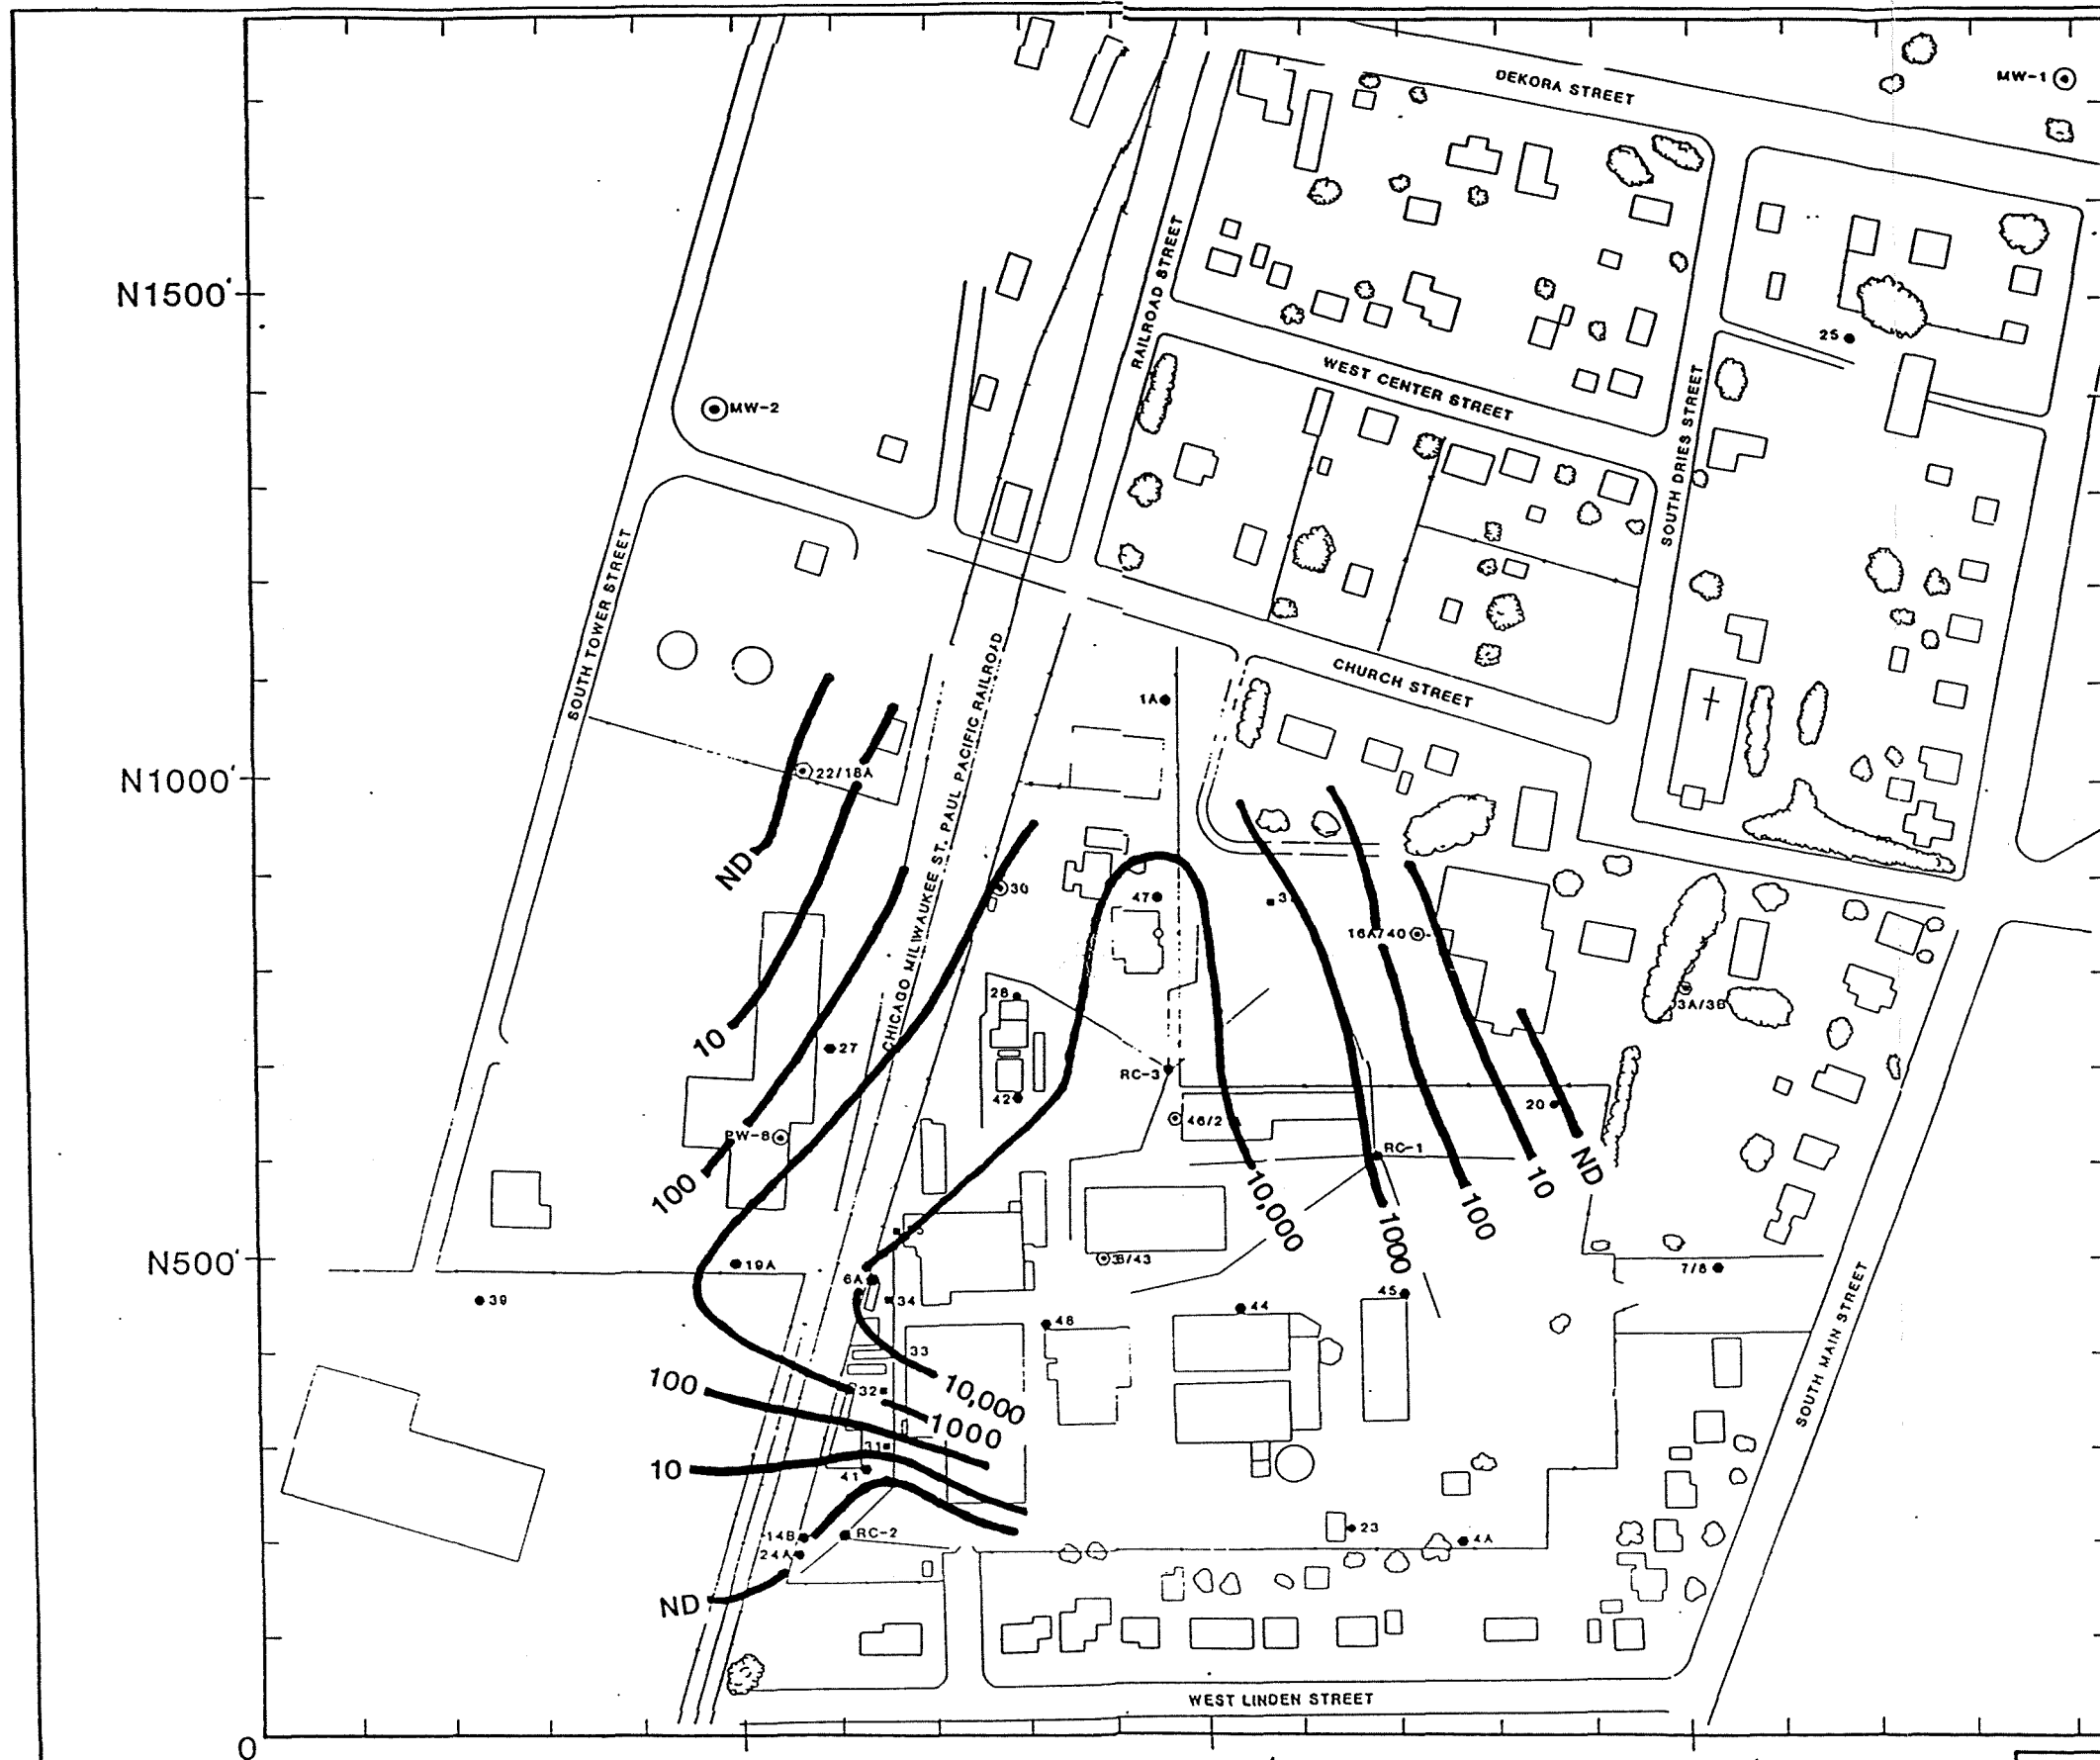 DEKORA STREET
MW-1
RAILROAD STREET
N1500'
25
WEST CENTER STREET
MW-2
SOUTH DRIES STREET
SOUTH TOWER STREET
CHURCH STREET
1A
CHICAGO MILWAUKEE ST. PAUL PACIFIC RAILROAD
N1000'
22/18A
ND
30
47
16A/40
3A/3B
28
10
27
RC-3
42
20
46/2
PW-8
RC-1
100
ND
10
100
10,000
1000
N500'
19A
6A
38/43
7/8
39
34
44
45
48
SOUTH MAIN STREET
33
100
32
10,000
1000
31
10
41
14B
RC-2
23
4A
24A
ND
WEST LINDEN STREET
0